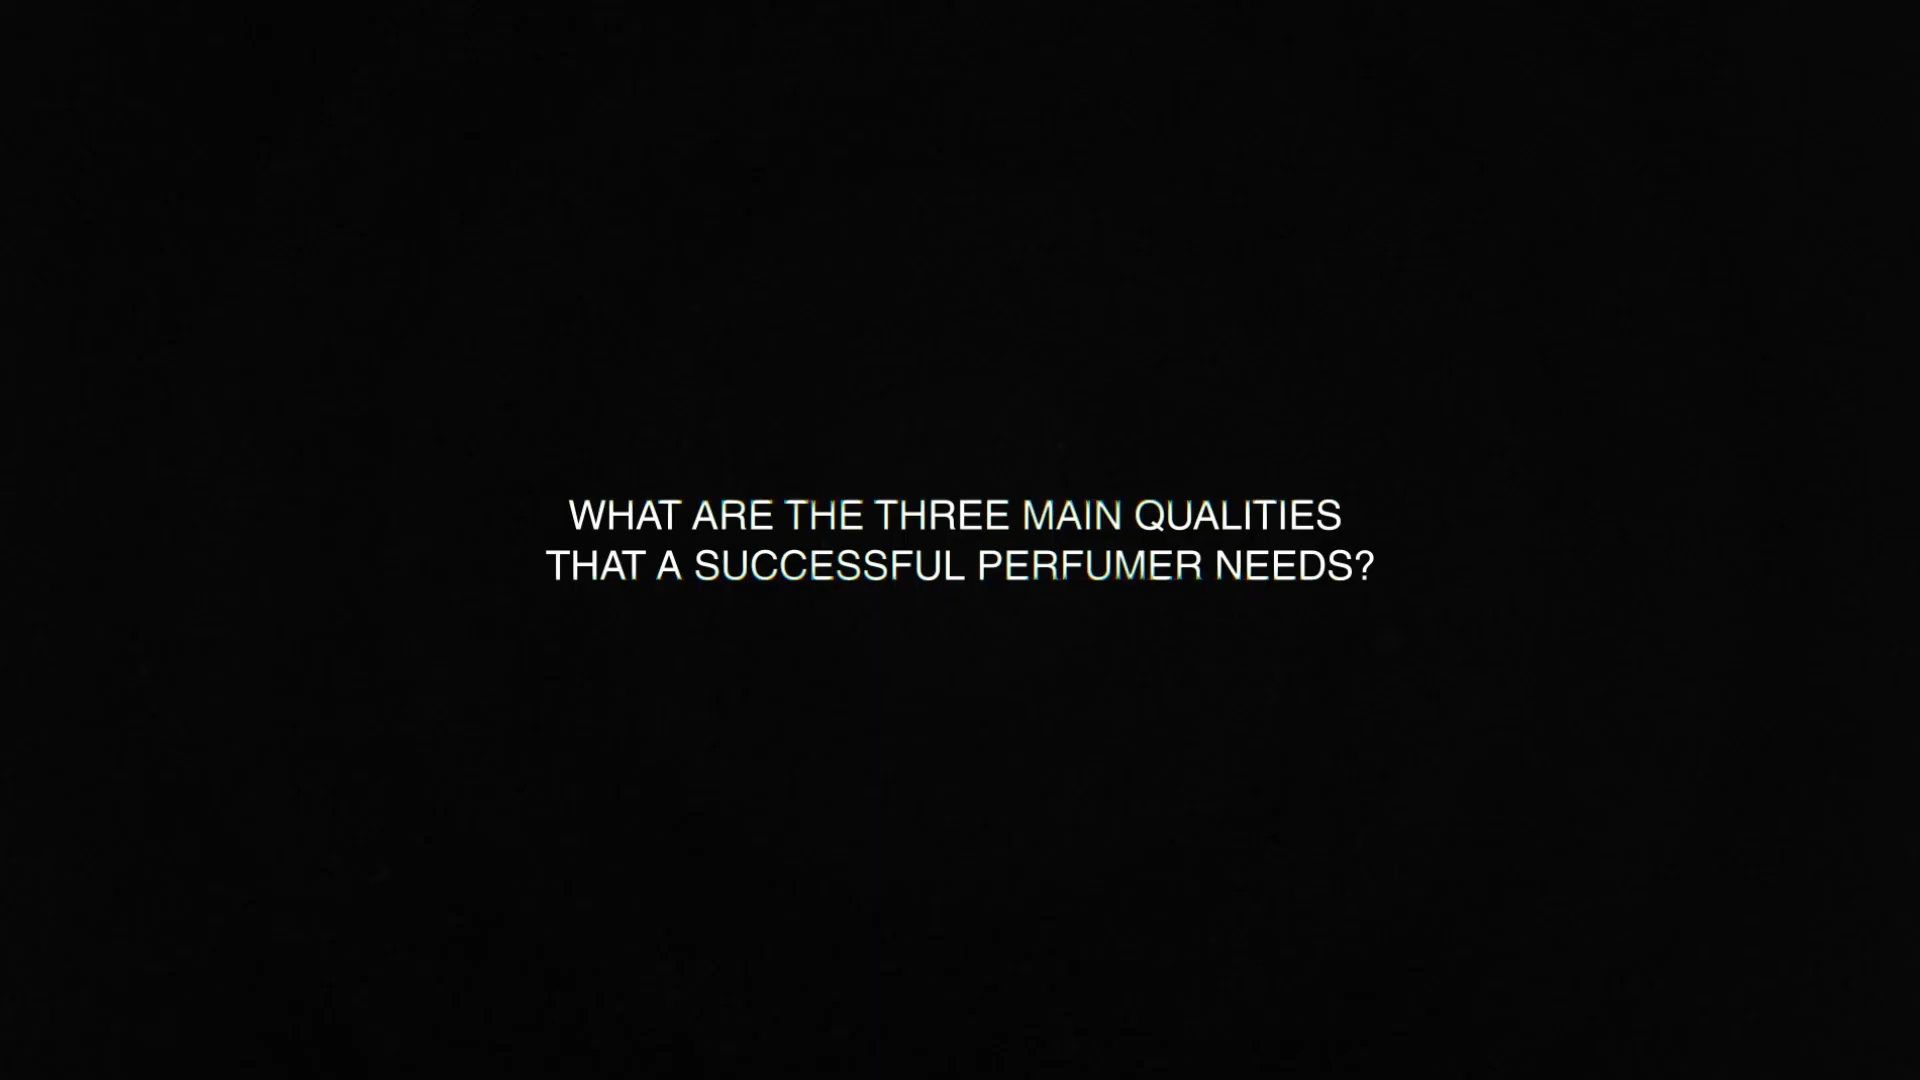 WHAT ARE THE THREE MAIN QUALITIES
THAT A SUCCESSFUL PERFUMER NEEDS?